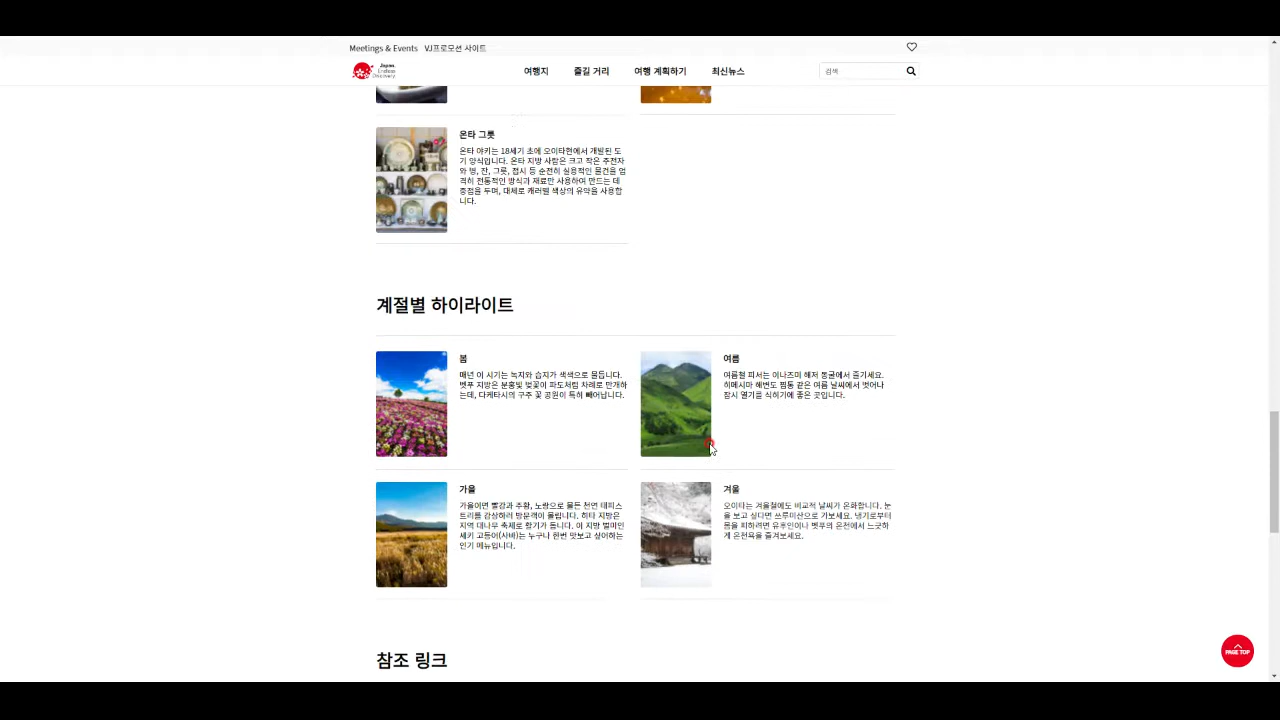 Meetings & Events VJ프로모션 사이트
Japan.
Endless
Discovery.
여행지 즐길 거리 여행 계획하기 최신뉴스
검색
온타 그릇
온타 야키는 18세기 초에 오이타현에서 개발된 도
기 양식입니다. 온타 지방 사람은 크고 작은 주전자
와 병, 잔, 그릇, 접시 등 순전히 실용적인 물건을 엄
격히 전통적인 방식과 재료만 사용하여 만드는 데
중점을 두며, 대체로 캐러멜 색상의 유약을 사용합
니다.
계절별 하이라이트
봄
매년 이 시기는 녹지와 습지가 색색으로 물듭니다.
벳푸 지방은 분홍빛 벚꽃이 파도처럼 차례로 만개하
는데, 다케타시의 구주 꽃 공원이 특히 빼어납니다.
여름
여름철 피서는 이나즈미 해저 동굴에서 즐기세요.
히메시마 해변도 찜통 같은 여름 날씨에서 벗어나
잠시 열기를 식히기에 좋은 곳입니다.
가을
가을이면 빨강과 주황, 노랑으로 물든 천연 태피스
트리를 감상하러 방문객이 몰립니다. 히타 지방은
지역 대나무 축제로 활기가 돕니다. 이 지방 별미인
세키 고등어(사바)는 누구나 한번 맛보고 싶어하는
인기 메뉴입니다.
겨울
오이타는 겨울철에도 비교적 날씨가 온화합니다. 눈
을 보고 싶다면 쓰루미산으로 가보세요. 냉기로부터
몸을 피하려면 유후인이나 벳푸의 온천에서 느긋하
게 온천욕을 즐겨보세요.
참조 링크
PAGE TOP